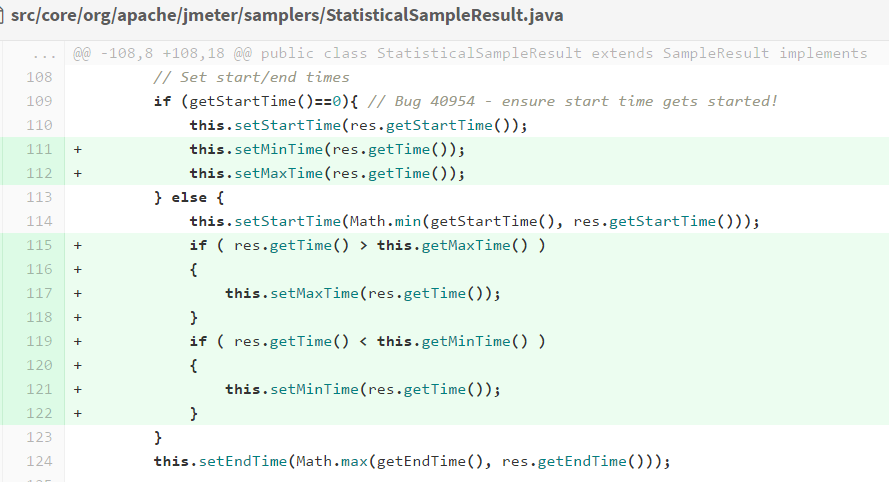 src/core/org/apache/jmeter/samplers/StatisticalSampleResult.java
... @@ -108,8 +108,18 @@ public class StatisticalSampleResult extends SampleResult implements
108 // Set start/end times
109 if (getStartTime()==0){ // Bug 40954 - ensure start time gets started!
110 this.setStartTime(res.getStartTime());
111 + this.setMinTime(res.getTime());
112 + this.setMaxTime(res.getTime());
113 } else {
114 this.setStartTime(Math.min(getStartTime(), res.getStartTime()));
115 + if ( res.getTime() > this.getMaxTime() )
116 + {
117 + this.setMaxTime(res.getTime());
118 + }
119 + if ( res.getTime() < this.getMinTime() )
120 + {
121 + this.setMinTime(res.getTime());
122 + }
123 }
124 this.setEndTime(Math.max(getEndTime(), res.getEndTime()));